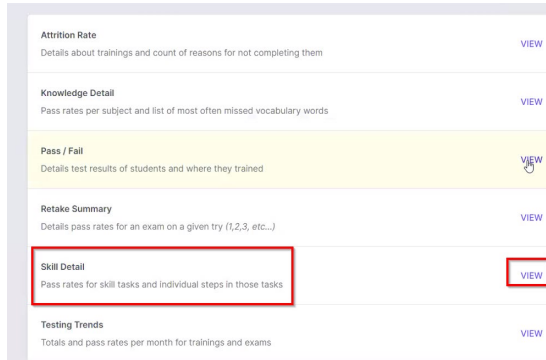 Attrition Rate
Details about trainings and count of reasons for not completing them
VIEW
Knowledge Detail
Pass rates per subject and list of most often missed vocabulary words
VIEW
Pass / Fail
Details test results of students and where they trained
VIEW
Retake Summary
Details pass rates for an exam on a given try (1,2,3, etc...)
VIEW
Skill Detail
Pass rates for skill tasks and individual steps in those tasks
VIEW
Testing Trends
Totals and pass rates per month for trainings and exams
VIEW